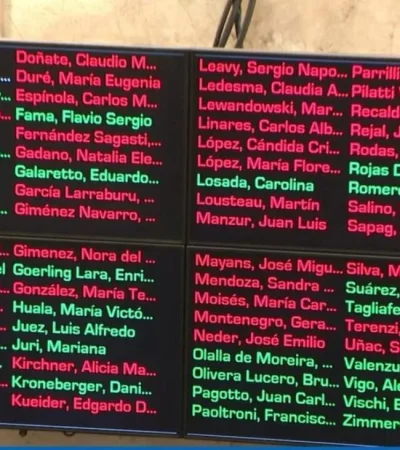 Doñate, Claudio M...
Duré, María Eugenia
Espínola, Carlos M...
Fama, Flavio Sergio
Fernández Sagasti,...
Gadano, Natalia Ele...
Galaretto, Eduardo...
García Larraburu, ...
Giménez Navarro, ...
Gimenez, Nora del ...
Goerling Lara, Enri...
González, María Te...
Huala, María Victó...
Juez, Luis Alfredo
Juri, Mariana
Kirchner, Alicia Ma...
Kroneberger, Dani...
Kueider, Edgardo D...
Leavy, Sergio Napo... Parrilli
Ledesma, Claudia A... Pilatti
Lewandowski, Mar... Recald
Linares, Carlos Alb... Rejal, J
López, Cándida Cri... Rodas,
López, María Flore... Rojas D
Losada, Carolina Romer
Lousteau, Martín Salino,
Manzur, Juan Luis Sapag,
Mayans, José Migu... Silva, M
Mendoza, Sandra ... Suárez,
Moisés, María Car... Tagliafe
Montenegro, Gera... Terenzi,
Neder, José Emilio Uñac, S
Olalla de Moreira, ... Valenzu
Olivera Lucero, Bru... Vigo, Ale
Pagotto, Juan Carl... Vischi, E
Paoltroni, Francisc... Zimmer